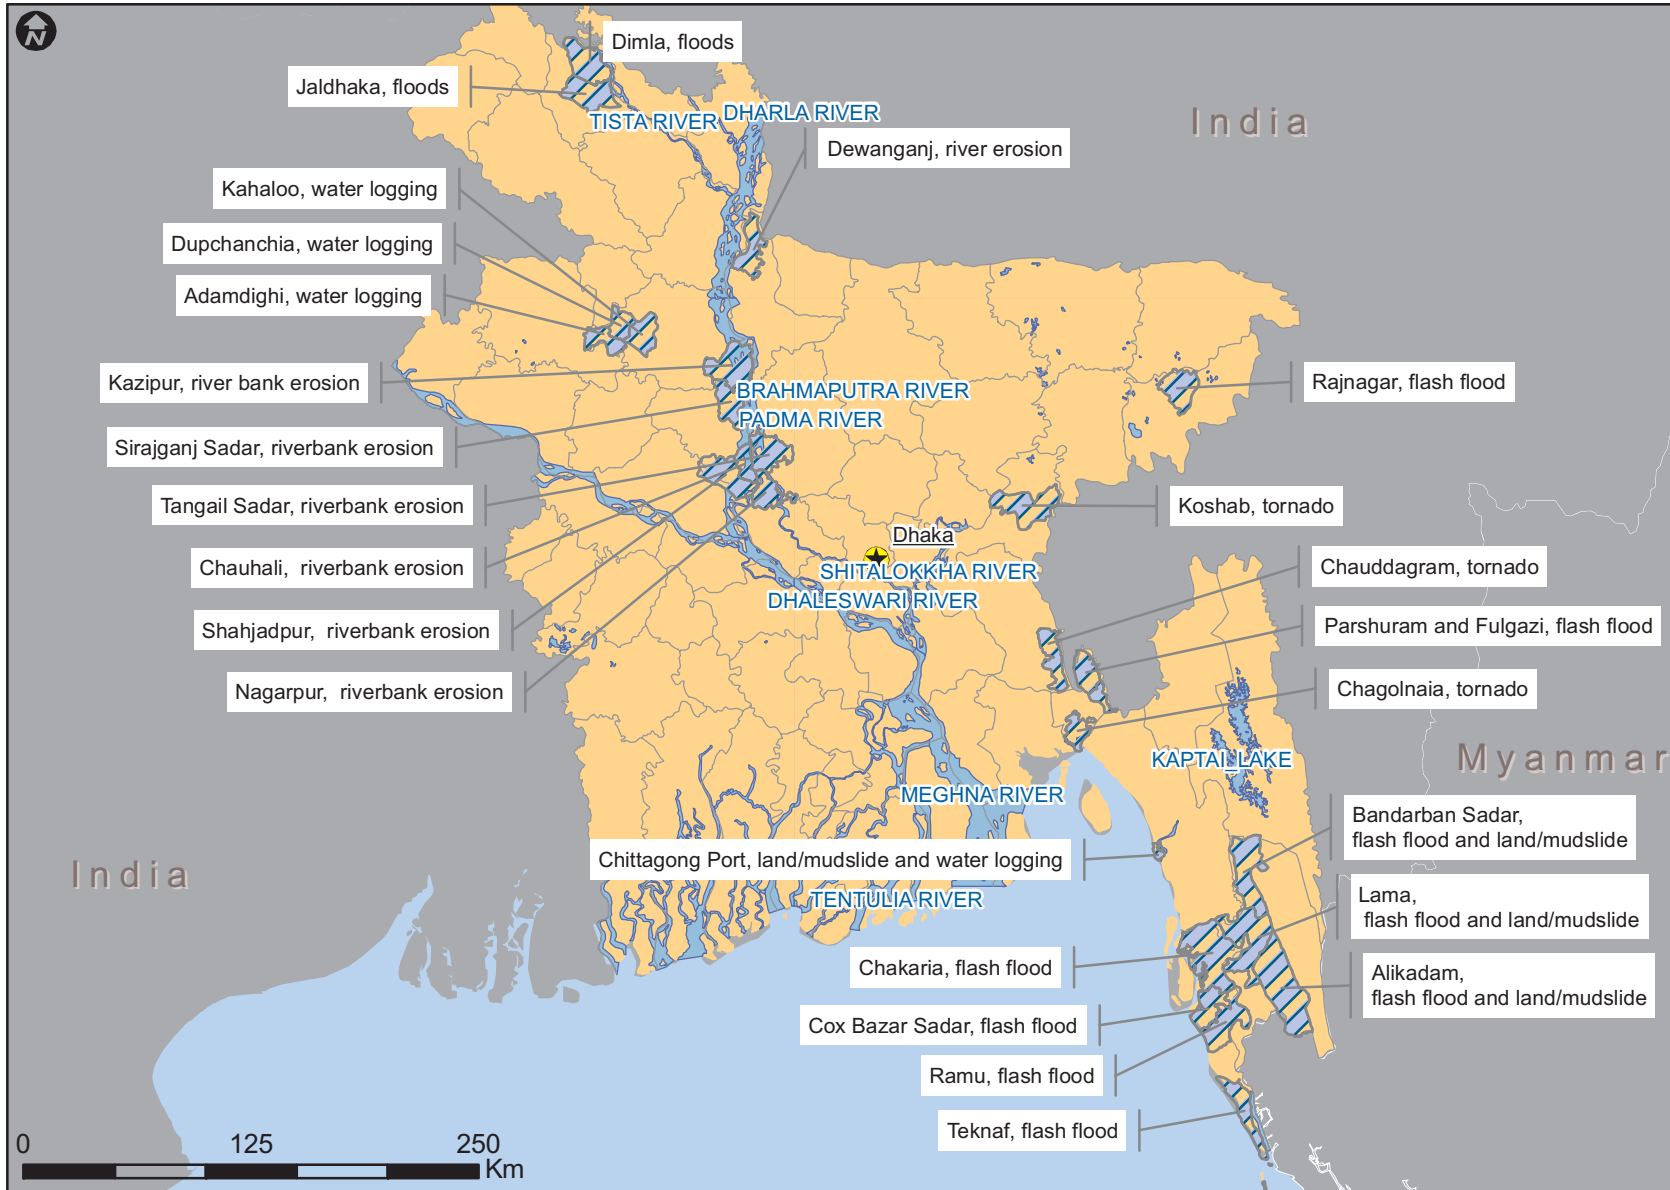 N
Dimla, floods
Jaldhaka, floods
TISTA RIVER
DHARLA RIVER
India
Dewanganj, river erosion
Kahaloo, water logging
Dupchanchia, water logging
Adamdighi, water logging
Kazipur, river bank erosion
BRAHMAPUTRA RIVER
Rajnagar, flash flood
PADMA RIVER
Sirajganj Sadar, riverbank erosion
Tangail Sadar, riverbank erosion
Koshab, tornado
Dhaka
Chauhali, riverbank erosion
SHITALOKKHA RIVER
Chauddagram, tornado
DHALESWARI RIVER
Shahjadpur, riverbank erosion
Parshuram and Fulgazi, flash flood
Nagarpur, riverbank erosion
Chagolnaia, tornado
KAPTAI_LAKE
Myanmar
MEGHNA RIVER
Bandarban Sadar,
flash flood and land/mudslide
Chittagong Port, land/mudslide and water logging
India
TENTULIA RIVER
Lama,
flash flood and land/mudslide
Chakaria, flash flood
Alikadam,
flash flood and land/mudslide
Cox Bazar Sadar, flash flood
Ramu, flash flood
Teknaf, flash flood
0 125 250
Km